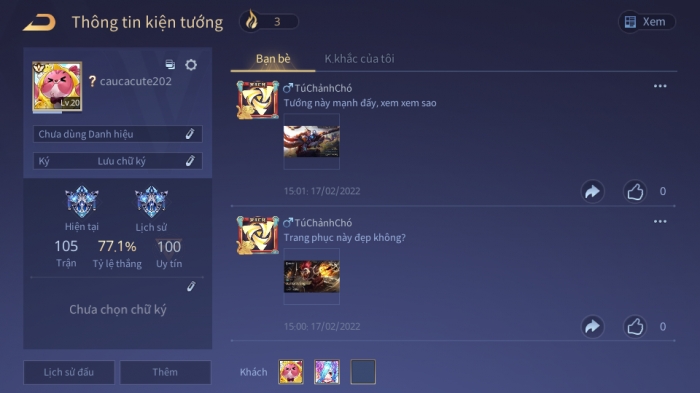 Thông tin kiện tướng
3
Xem
caucacute202
Lv 20
Chưa dùng Danh hiệu
Ký Lưu chữ ký
Hiện tại Lịch sử
105 77.1% 100
Trận Tỷ lệ thắng Uy tín
Chưa chọn chữ ký
Lịch sử đấu Thêm
Bạn bè K.khắc của tôi
TúChảnhChó
Tướng này mạnh đấy, xem xem sao
15:01: 17/02/2022
0
TúChảnhChó
Trang phục này đẹp không?
15:00: 17/02/2022
0
Khách